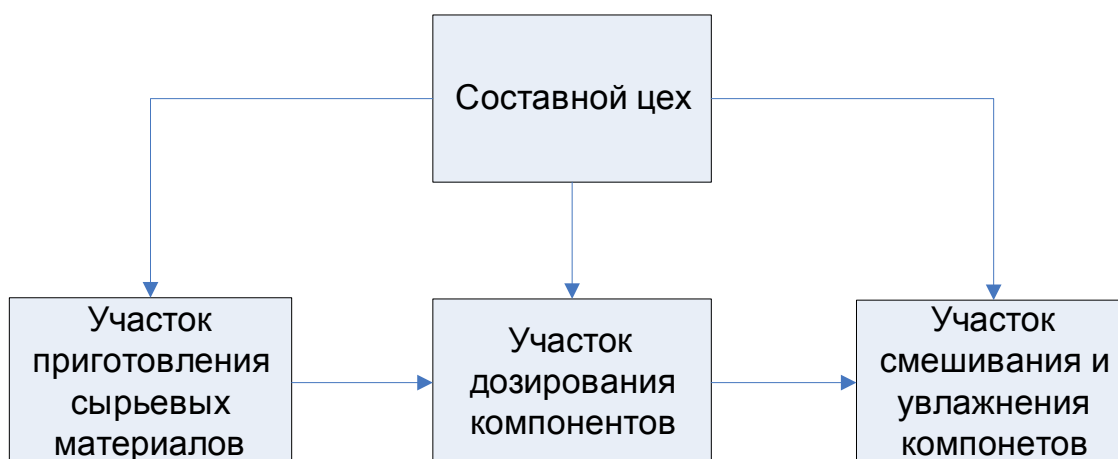 Составной цех
Участок
приготовления
сырьевых
материалов
Участок
дозирования
компонентов
Участок
смешивания и
увлажнения
компонетов